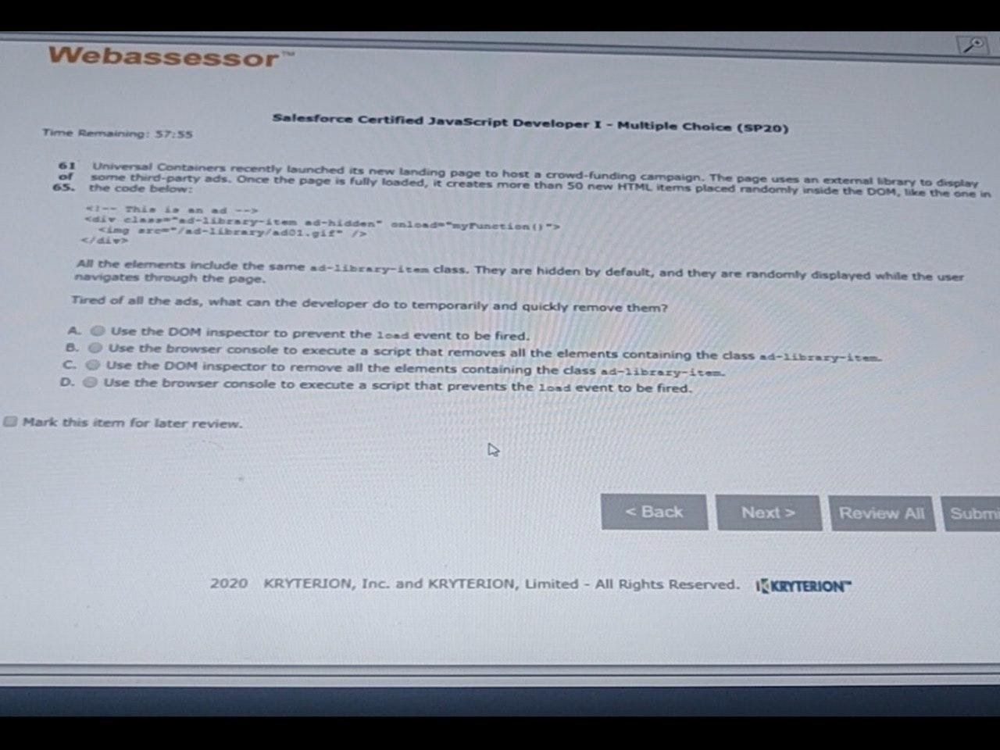 Webassessor™
Salesforce Certified JavaScript Developer I - Multiple Choice (SP20)
Time Remaining: 57:55
61 Universal Containers recently launched its new landing page to host a crowd-funding campaign. The page uses an external library to display
of some third-party ads. Once the page is fully loaded, it creates more than 50 new HTML items placed randomly inside the DOM, like the one in
65. the code below:
<!-- This is an ad -->
<div class="ad-library-item ad-hidden" onload="myFunction()">
<img src="/ad-library/ad01.gif" />
</div>
All the elements include the same ad-library-item class. They are hidden by default, and they are randomly displayed while the user
navigates through the page.
Tired of all the ads, what can the developer do to temporarily and quickly remove them?
A. Use the DOM inspector to prevent the load event to be fired.
B. Use the browser console to execute a script that removes all the elements containing the class ad-library-item.
C. Use the DOM inspector to remove all the elements containing the class ad-library-item.
D. Use the browser console to execute a script that prevents the load event to be fired.
Mark this item for later review.
< Back Next > Review All Submi
2020 KRYTERION, Inc. and KRYTERION, Limited - All Rights Reserved. KRYTERION™